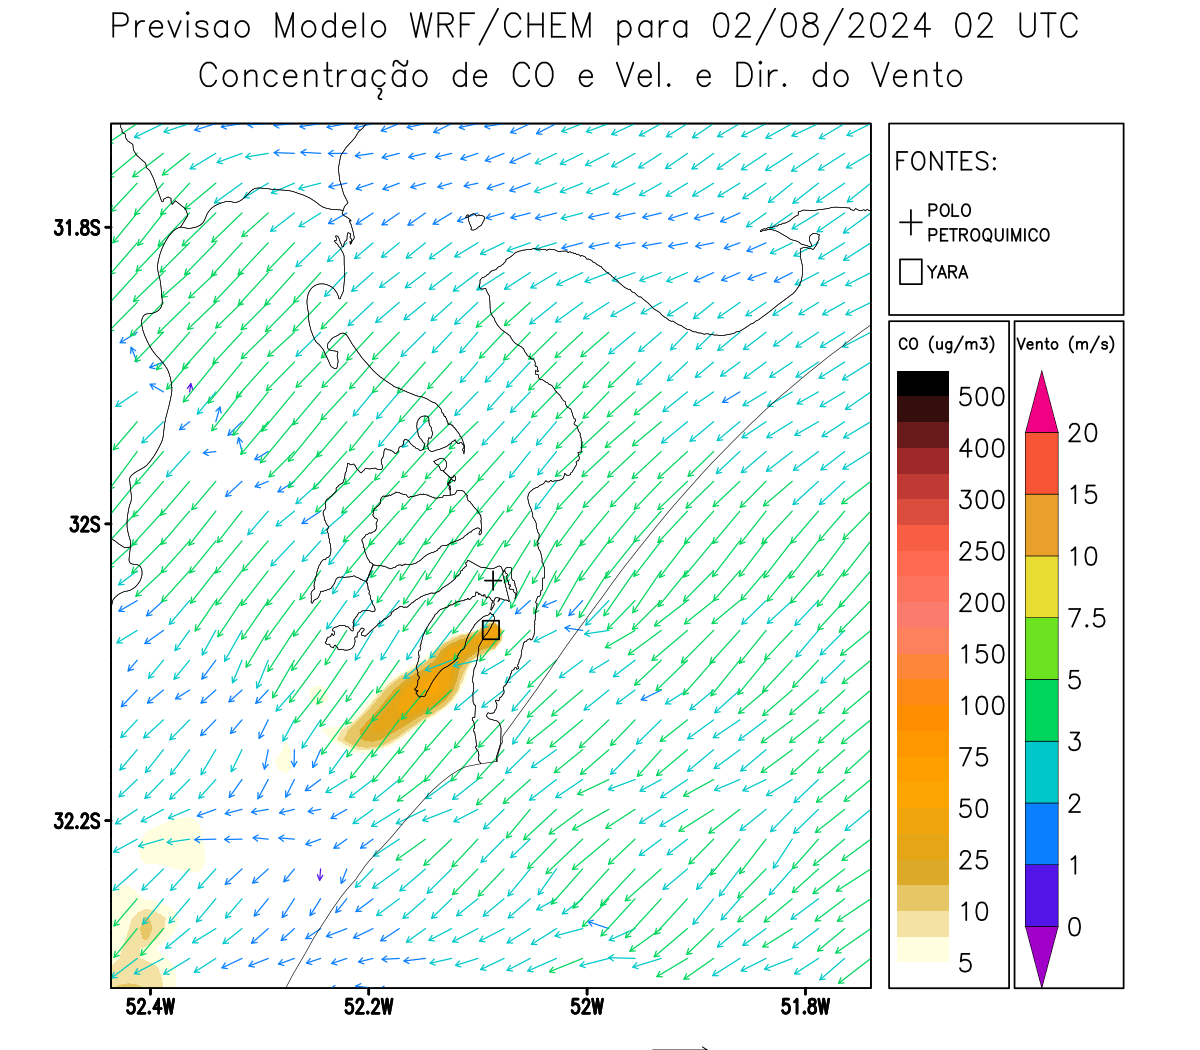 Previsao Modelo WRF/CHEM para 02/08/2024 02 UTC
Concentração de CO e Vel. e Dir. do Vento
FONTES:
POLO
PETROQUIMICO
YARA
CO (ug/m3)
500
400
300
250
200
150
100
75
50
25
10
5
Vento (m/s)
20
15
10
7.5
5
3
2
1
0
31.8S
32S
32.2S
52.4W
52.2W
52W
51.8W